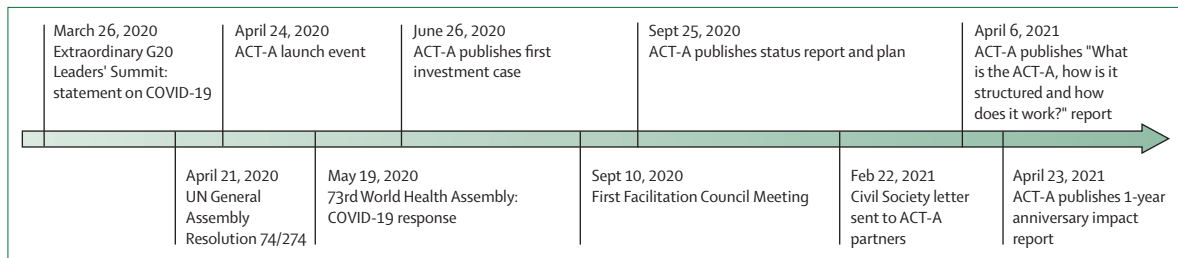 March 26, 2020
Extraordinary G20
Leaders' Summit:
statement on COVID-19
April 24, 2020
ACT-A launch event
June 26, 2020
ACT-A publishes first
investment case
Sept 25, 2020
ACT-A publishes status report and plan
April 6, 2021
ACT-A publishes "What
is the ACT-A, how is it
structured and how
does it work?" report
April 21, 2020
UN General
Assembly
Resolution 74/274
May 19, 2020
73rd World Health Assembly:
COVID-19 response
Sept 10, 2020
First Facilitation Council Meeting
Feb 22, 2021
Civil Society letter
sent to ACT-A
partners
April 23, 2021
ACT-A publishes 1-year
anniversary impact
report